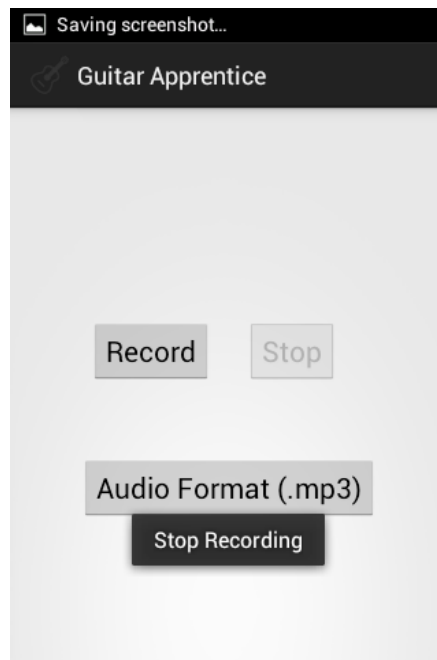 Saving screenshot...
Guitar Apprentice
Record Stop
Audio Format (.mp3)
Stop Recording